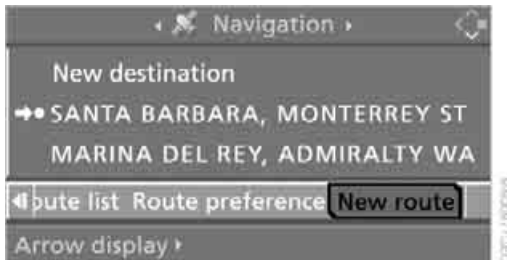 Navigation
New destination
SANTA BARBARA, MONTERREY ST
MARINA DEL REY, ADMIRALTY WA
oute list Route preference New route
Arrow display